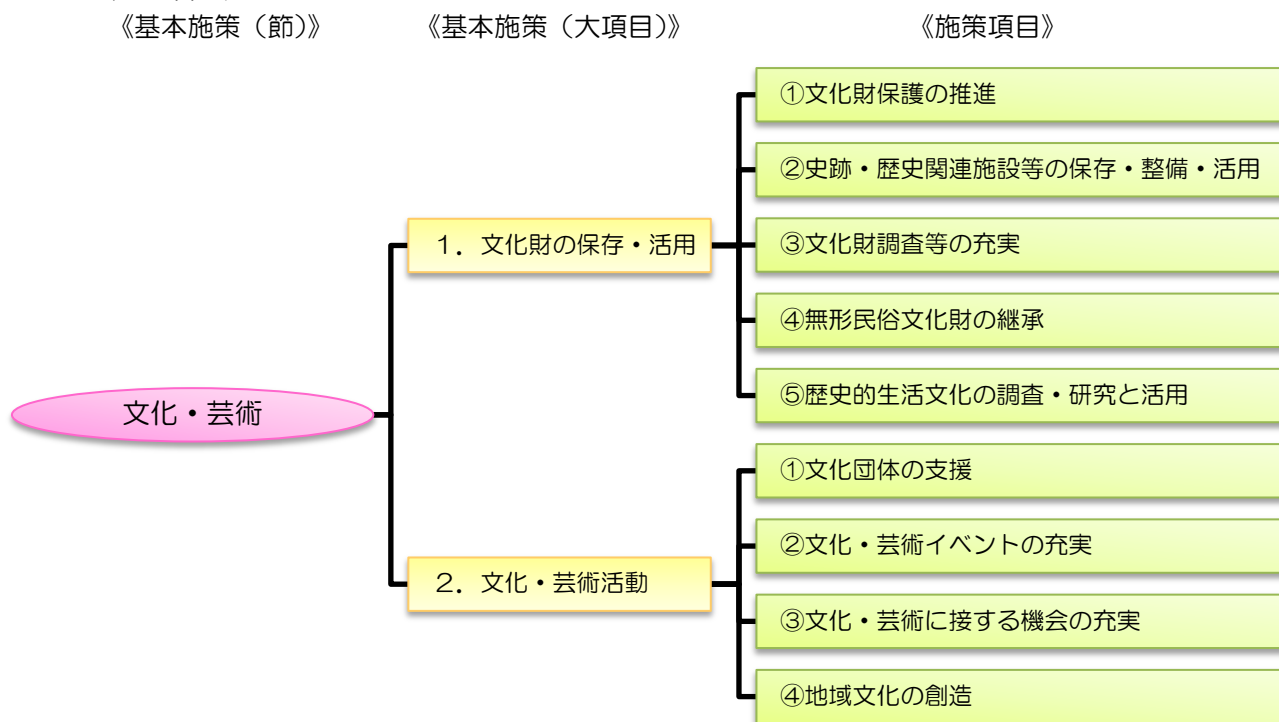 《基本施策（節）》 《基本施策（大項目）》 《施策項目》
文化・芸術
１．文化財の保存・活用
①文化財保護の推進
②史跡・歴史関連施設等の保存・整備・活用
③文化財調査等の充実
④無形民俗文化財の継承
⑤歴史的生活文化の調査・研究と活用
２．文化・芸術活動
①文化団体の支援
②文化・芸術イベントの充実
③文化・芸術に接する機会の充実
④地域文化の創造